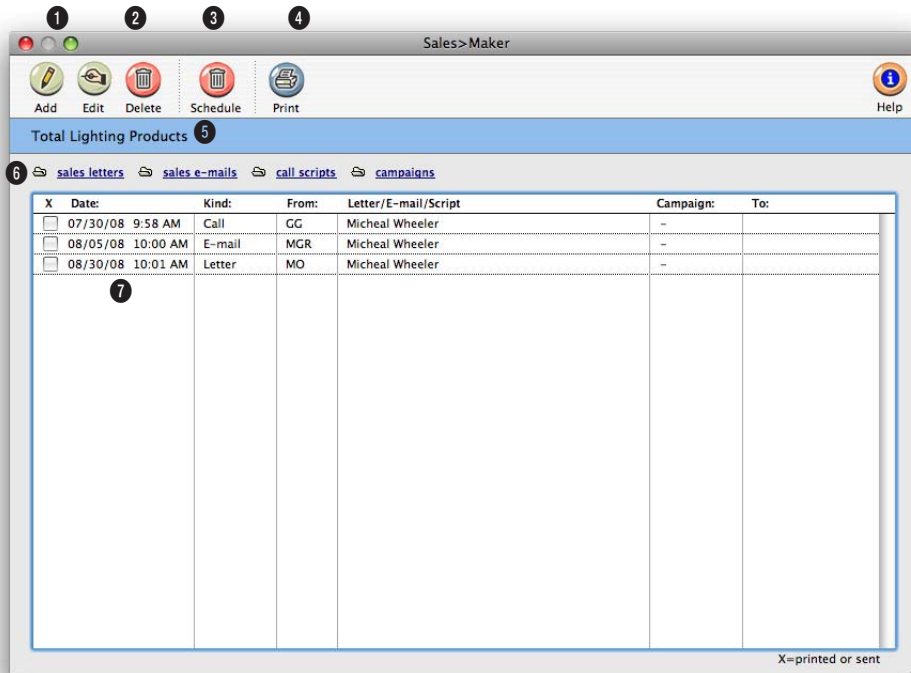 1 2 3 4
Sales>Maker
Add Edit Delete Schedule Print Help
Total Lighting Products 5
6 sales letters sales e-mails call scripts campaigns
X Date: Kind: From: Letter/E-mail/Script Campaign: To:
07/30/08 9:58 AM Call GG Micheal Wheeler –
08/05/08 10:00 AM E-mail MGR Micheal Wheeler –
08/30/08 10:01 AM Letter MO Micheal Wheeler –
7
X=printed or sent